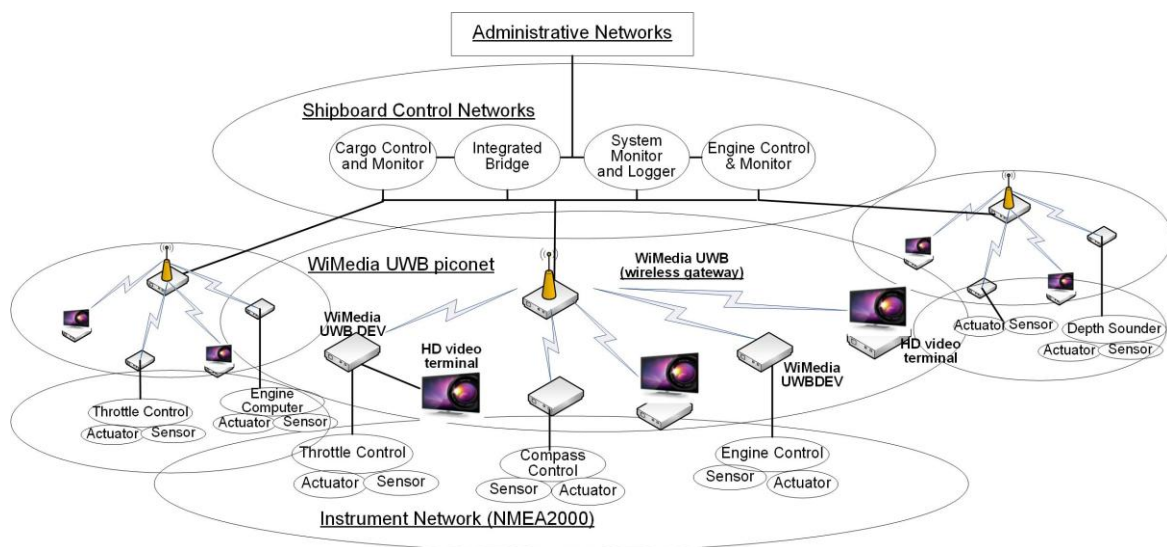 Administrative Networks
Shipboard Control Networks
Cargo Control
and Monitor
Integrated
Bridge
System
Monitor
and Logger
Engine Control
& Monitor
WiMedia UWB piconet
WiMedia UWB
(wireless gateway)
WiMedia
UWB DEV
HD video
terminal
WiMedia
UWBDEV
HD video
terminal
Actuator
Sensor
Depth Sounder
Actuator
Sensor
Throttle Control
Actuator
Sensor
Engine
Computer
Actuator
Sensor
Throttle Control
Actuator
Sensor
Compass
Control
Sensor
Actuator
Engine Control
Sensor
Actuator
Instrument Network (NMEA2000)